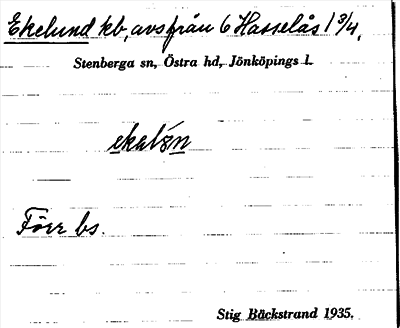 Ekelund kb, avs från 6 Hasselås 1 3/4,
Stenberga sn, Östra hd, Jönköpings l.
ekaløn
Förr bs.
Stig Bäckstrand 1935.